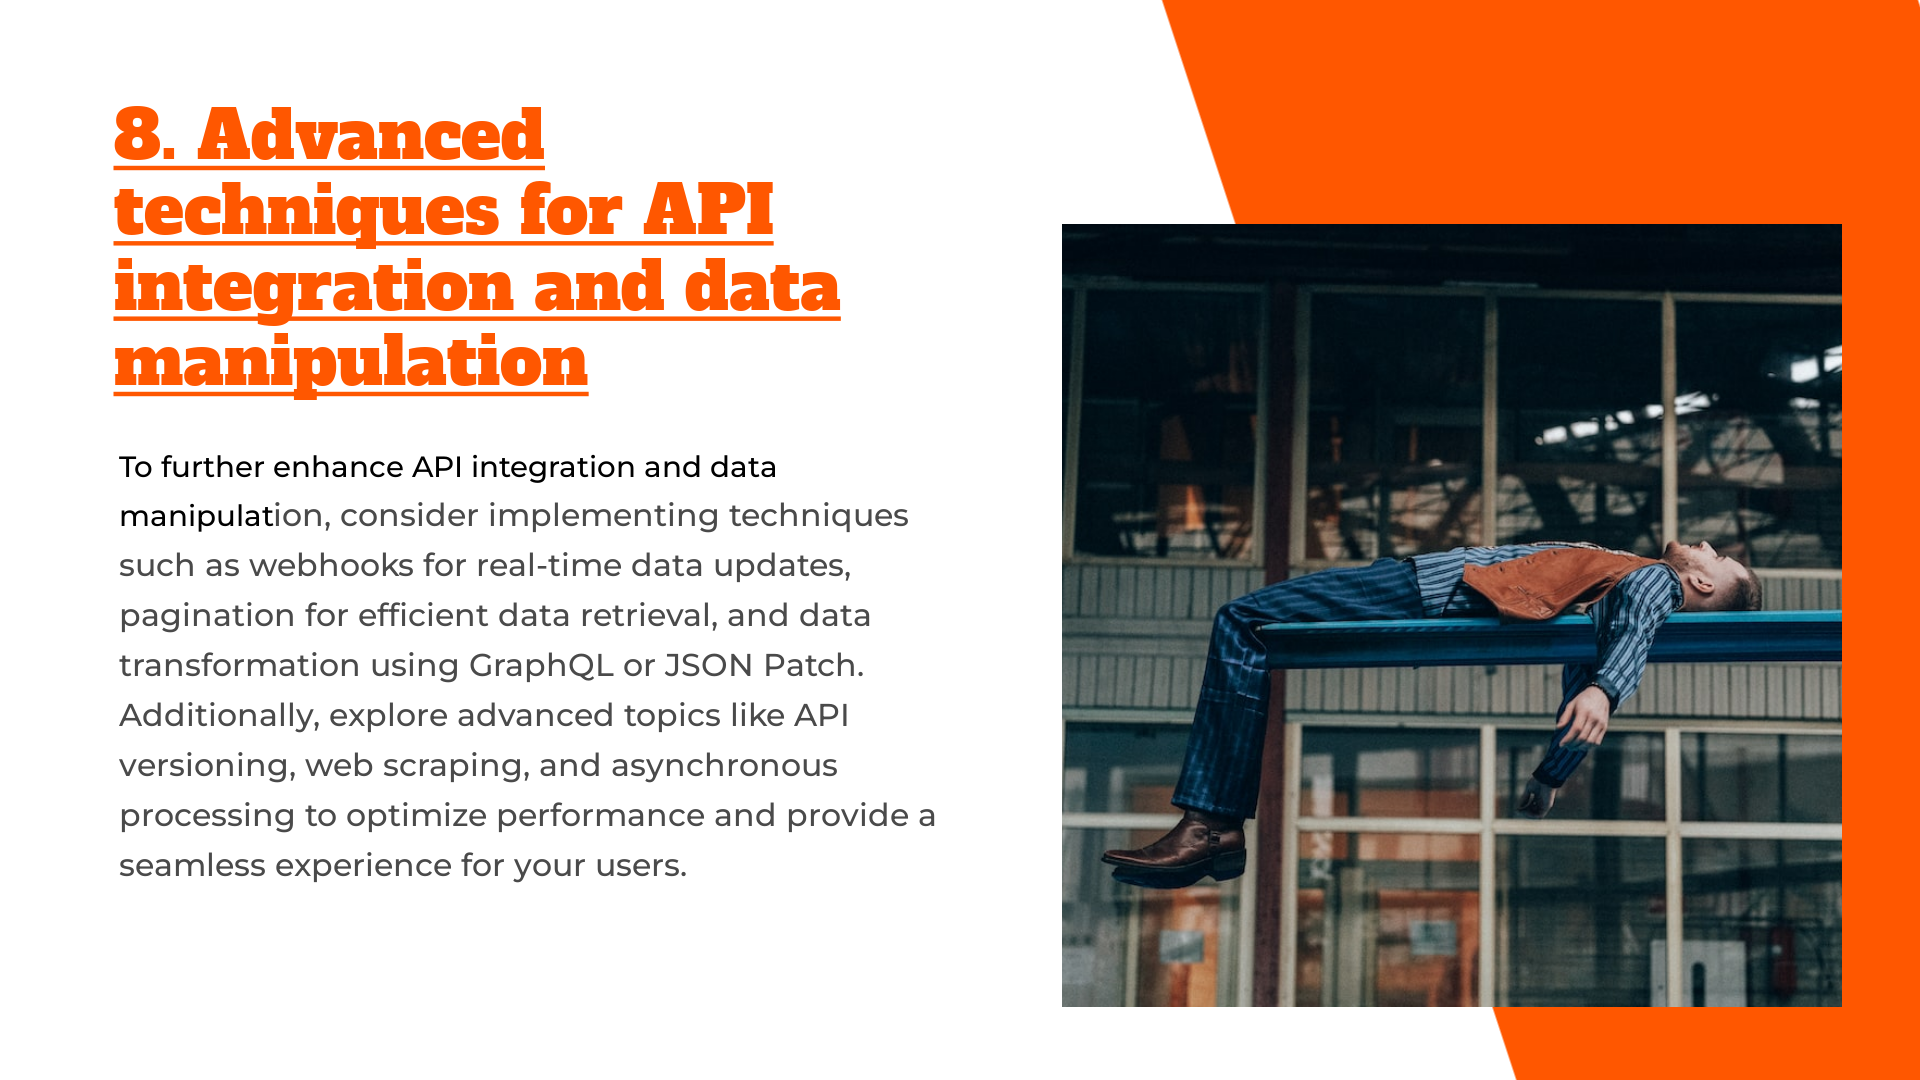 8. Advanced
techniques for API
integration and data
manipulation
To further enhance API integration and data
manipulation, consider implementing techniques
such as webhooks for real-time data updates,
pagination for efficient data retrieval, and data
transformation using GraphQL or JSON Patch.
Additionally, explore advanced topics like API
versioning, web scraping, and asynchronous
processing to optimize performance and provide a
seamless experience for your users.